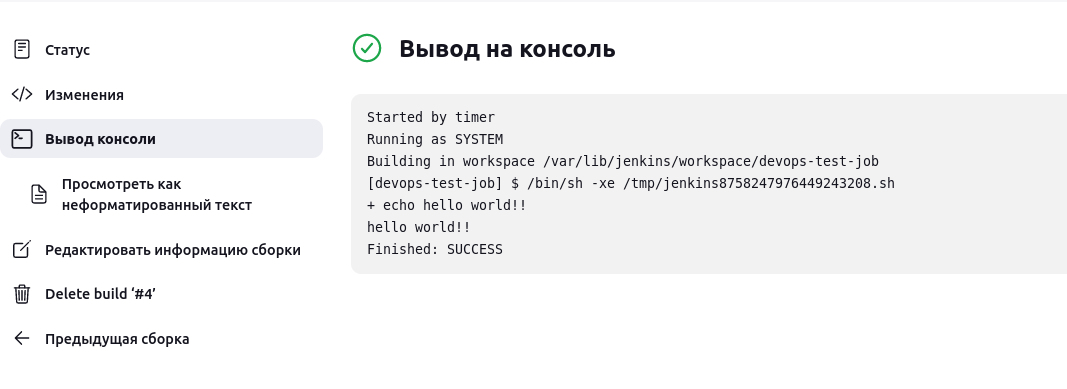 Статус
Изменения
Вывод консоли
Просмотреть как
неформатированный текст
Редактировать информацию сборки
Delete build ‘#4’
Предыдущая сборка
Вывод на консоль
Started by timer
Running as SYSTEM
Building in workspace /var/lib/jenkins/workspace/devops-test-job
[devops-test-job] $ /bin/sh -xe /tmp/jenkins8758247976449243208.sh
+ echo hello world!!
hello world!!
Finished: SUCCESS